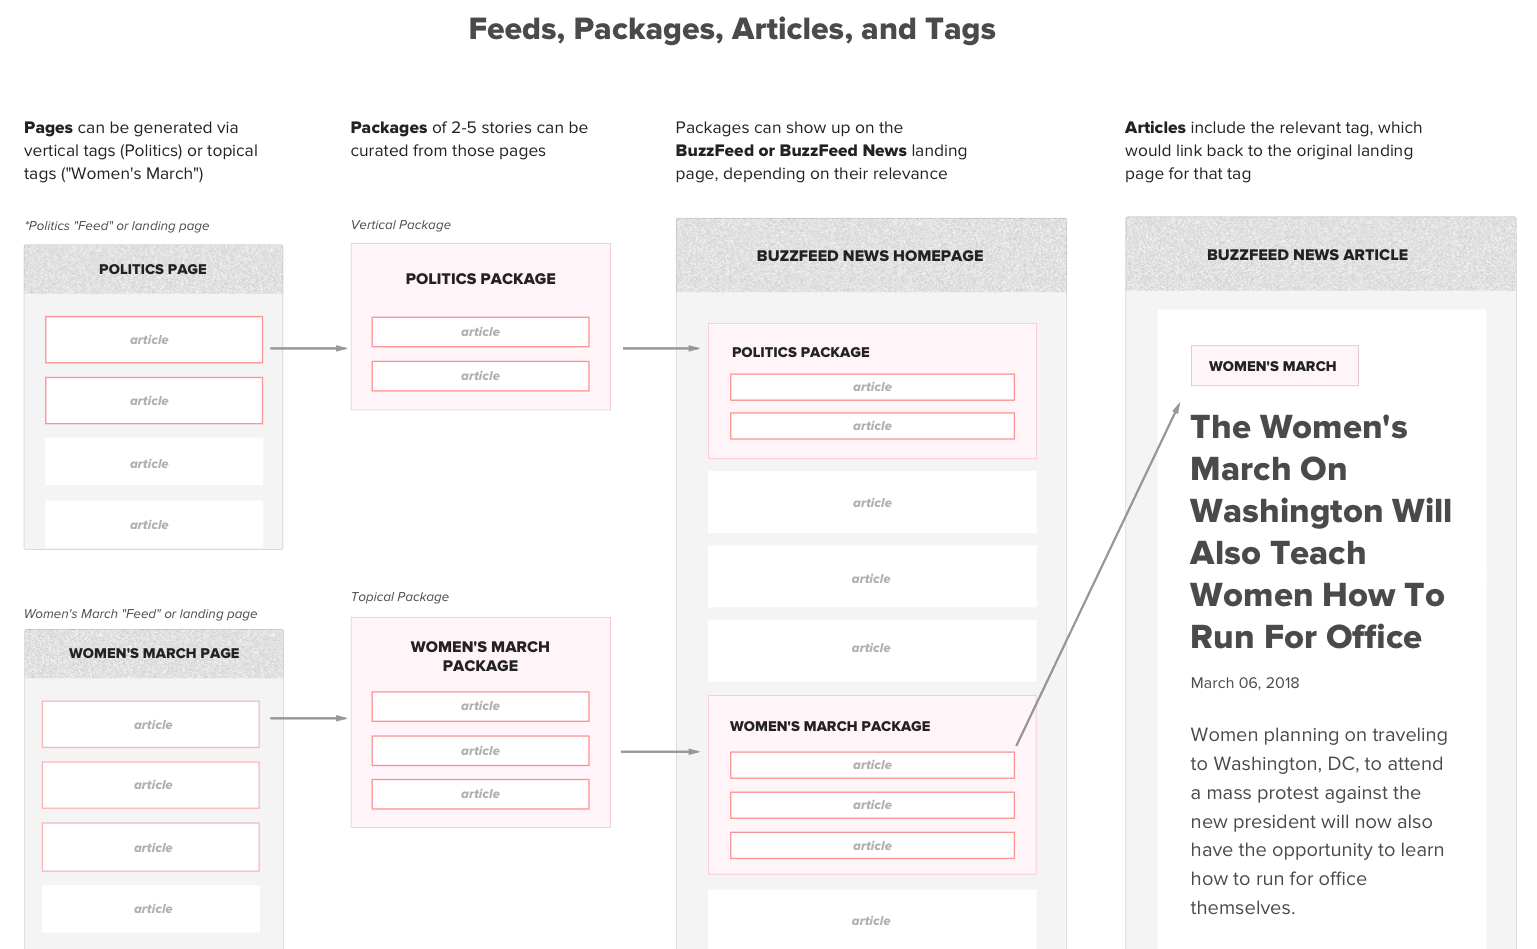 Feeds, Packages, Articles, and Tags
Pages can be generated via
vertical tags (Politics) or topical
tags ("Women's March")
*Politics "Feed" or landing page
POLITICS PAGE
article
article
article
article
Women's March "Feed" or landing page
WOMEN'S MARCH PAGE
article
article
article
article
Packages of 2-5 stories can be
curated from those pages
Vertical Package
POLITICS PACKAGE
article
article
Topical Package
WOMEN'S MARCH
PACKAGE
article
article
article
Packages can show up on the
BuzzFeed or BuzzFeed News landing
page, depending on their relevance
BUZZFEED NEWS HOMEPAGE
POLITICS PACKAGE
article
article
article
article
article
WOMEN'S MARCH PACKAGE
article
article
article
article
Articles include the relevant tag, which
would link back to the original landing
page for that tag
BUZZFEED NEWS ARTICLE
WOMEN'S MARCH
The Women's
March On
Washington Will
Also Teach
Women How To
Run For Office
March 06, 2018
Women planning on traveling
to Washington, DC, to attend
a mass protest against the
new president will now also
have the opportunity to learn
how to run for office
themselves.